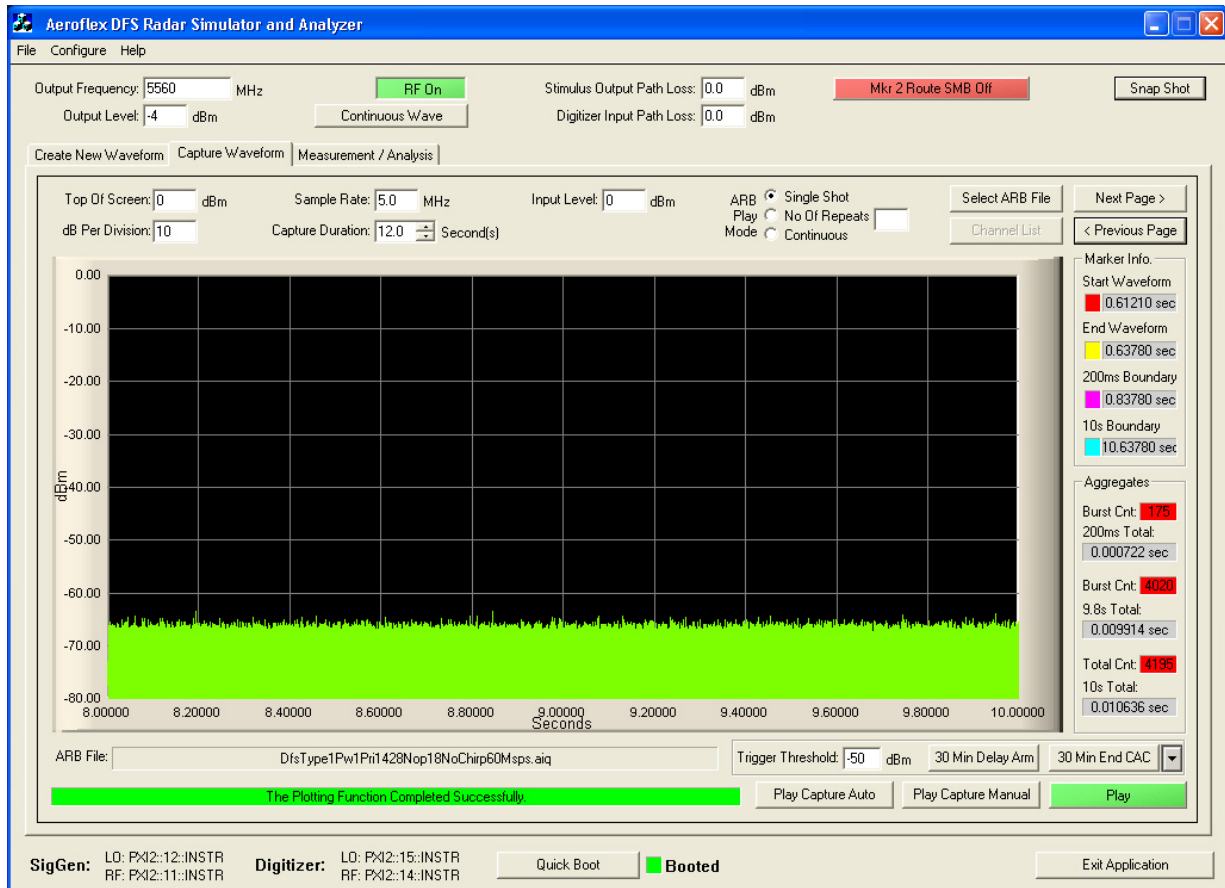 Aeroflex DFS Radar Simulator and Analyzer
File Configure Help
Output Frequency: 5560 MHz RF On Stimulus Output Path Loss: 0.0 dBm Mkr 2 Route SMB Off Snap Shot
Output Level: -4 dBm Continuous Wave Digitizer Input Path Loss: 0.0 dBm
Create New Waveform Capture Waveform Measurement / Analysis
Top Of Screen: 0 dBm Sample Rate: 5.0 MHz Input Level: 0 dBm ARB Single Shot Select ARB File Next Page >
Play No Of Repeats
dB Per Division: 10 Capture Duration: 12.0 Second(s) Mode Continuous Channel List < Previous Page
Marker Info.
Start Waveform
0.61210 sec
End Waveform
0.63780 sec
200ms Boundary
0.83780 sec
10s Boundary
10.63780 sec
Aggregates
Burst Cnt: 175
200ms Total:
0.000722 sec
Burst Cnt: 4020
9.8s Total:
0.009914 sec
Total Cnt: 4195
10s Total:
0.010636 sec
0.00
-10.00
-20.00
-30.00
-40.00
-50.00
-60.00
-70.00
-80.00
dBm
8.00000 8.20000 8.40000 8.60000 8.80000 9.00000 9.20000 9.40000 9.60000 9.80000 10.00000
Seconds
ARB File: DfsType1Pw1Pri1428Nop18NoChirp60Msps.aiq Trigger Threshold: -50 dBm 30 Min Delay Arm 30 Min End CAC
The Plotting Function Completed Successfully. Play Capture Auto Play Capture Manual Play
SigGen: LO: PXI2::12::INSTR Digitizer: LO: PXI2::15::INSTR Quick Boot Booted Exit Application
RF: PXI2::11::INSTR RF: PXI2::14::INSTR